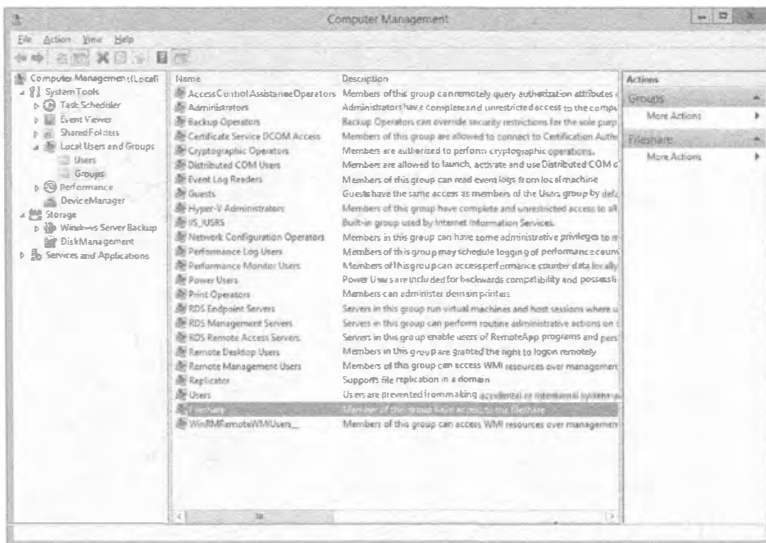 Computer Management
File Action View Help
Computer Management (Local)
System Tools
Task Scheduler
Event Viewer
Shared Folders
Local Users and Groups
Users
Groups
Performance
Device Manager
Storage
Windows Server Backup
Disk Management
Services and Applications
Name Description
Access Control Assistance Operators Members of this group can remotely query authorization attributes
Administrators Administrators have complete and unrestricted access to the compu
Backup Operators Backup Operators can override security restrictions for the sole purp
Certificate Service DCOM Access Members of this group are allowed to connect to Certification Autho
Cryptographic Operators Members are authorized to perform cryptographic operations.
Distributed COM Users Members are allowed to launch, activate and use Distributed COM
Event Log Readers Members of this group can read event logs from local machine
Guests Guests have the same access as members of the Users group by defa
Hyper-V Administrators Members of this group have complete and unrestricted access to all
IIS_IUSRS Built-in group used by Internet Information Services.
Network Configuration Operators Members in this group can have some administrative privileges to m
Performance Log Users Members of this group may schedule logging of performance coun
Performance Monitor Users Members of this group can access performance counter data locally
Power Users Power Users are included for backwards compatibility and possess
Print Operators Members can administer domain printers
RDS Endpoint Servers Servers in this group run virtual machines and host sessions where u
RDS Management Servers Servers in this group can perform routine administrative actions on
RDS Remote Access Servers Servers in this group enable users of RemoteApp programs and pers
Remote Desktop Users Members in this group are granted the right to logon remotely
Remote Management Users Members of this group can access WMI resources over managemen
Replicator Supports file replication in a domain
Users Users are prevented from making accidental or intentional system
Fileshare Member of this group have access to the fileshare
WinRMRemoteWMIUsers__ Members of this group can access WMI resources over managemen
Actions
Groups
More Actions
Fileshare
More Actions